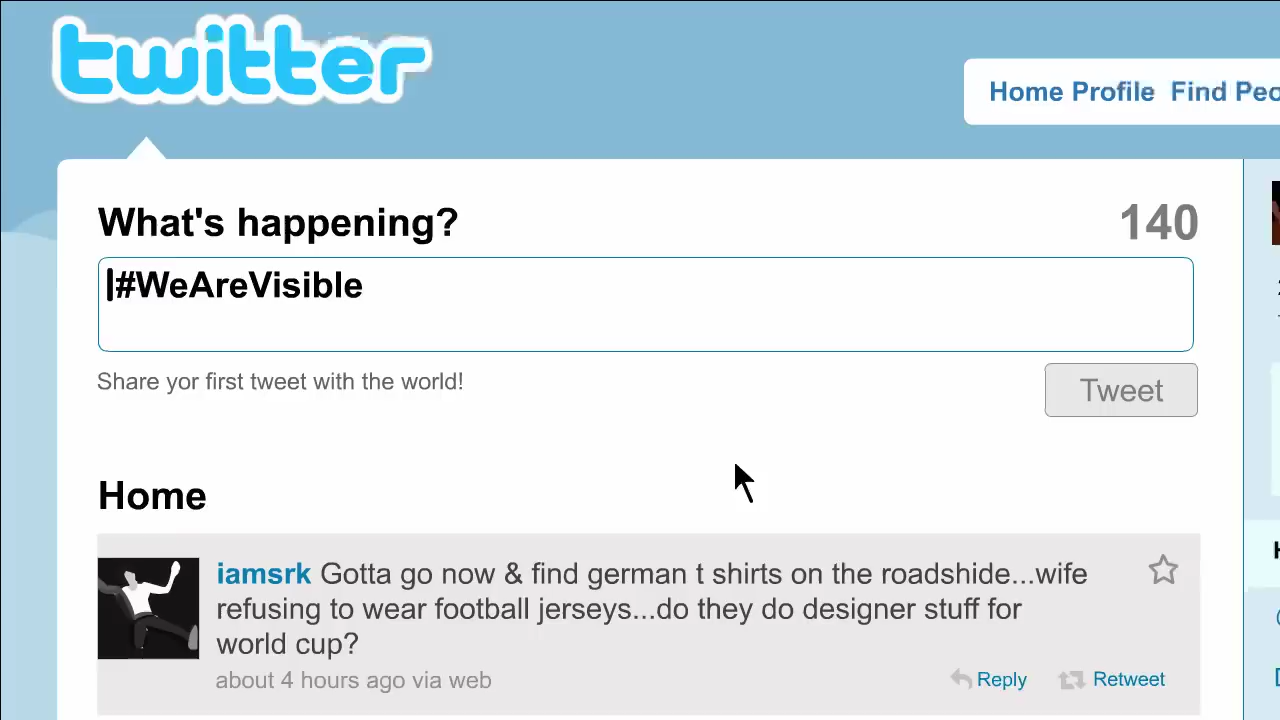 twitter
Home Profile Find Peo
What's happening?
140
#WeAreVisible
Share yor first tweet with the world!
Tweet
Home
iamsrk Gotta go now & find german t shirts on the roadshide...wife
refusing to wear football jerseys...do they do designer stuff for
world cup?
about 4 hours ago via web
Reply
Retweet